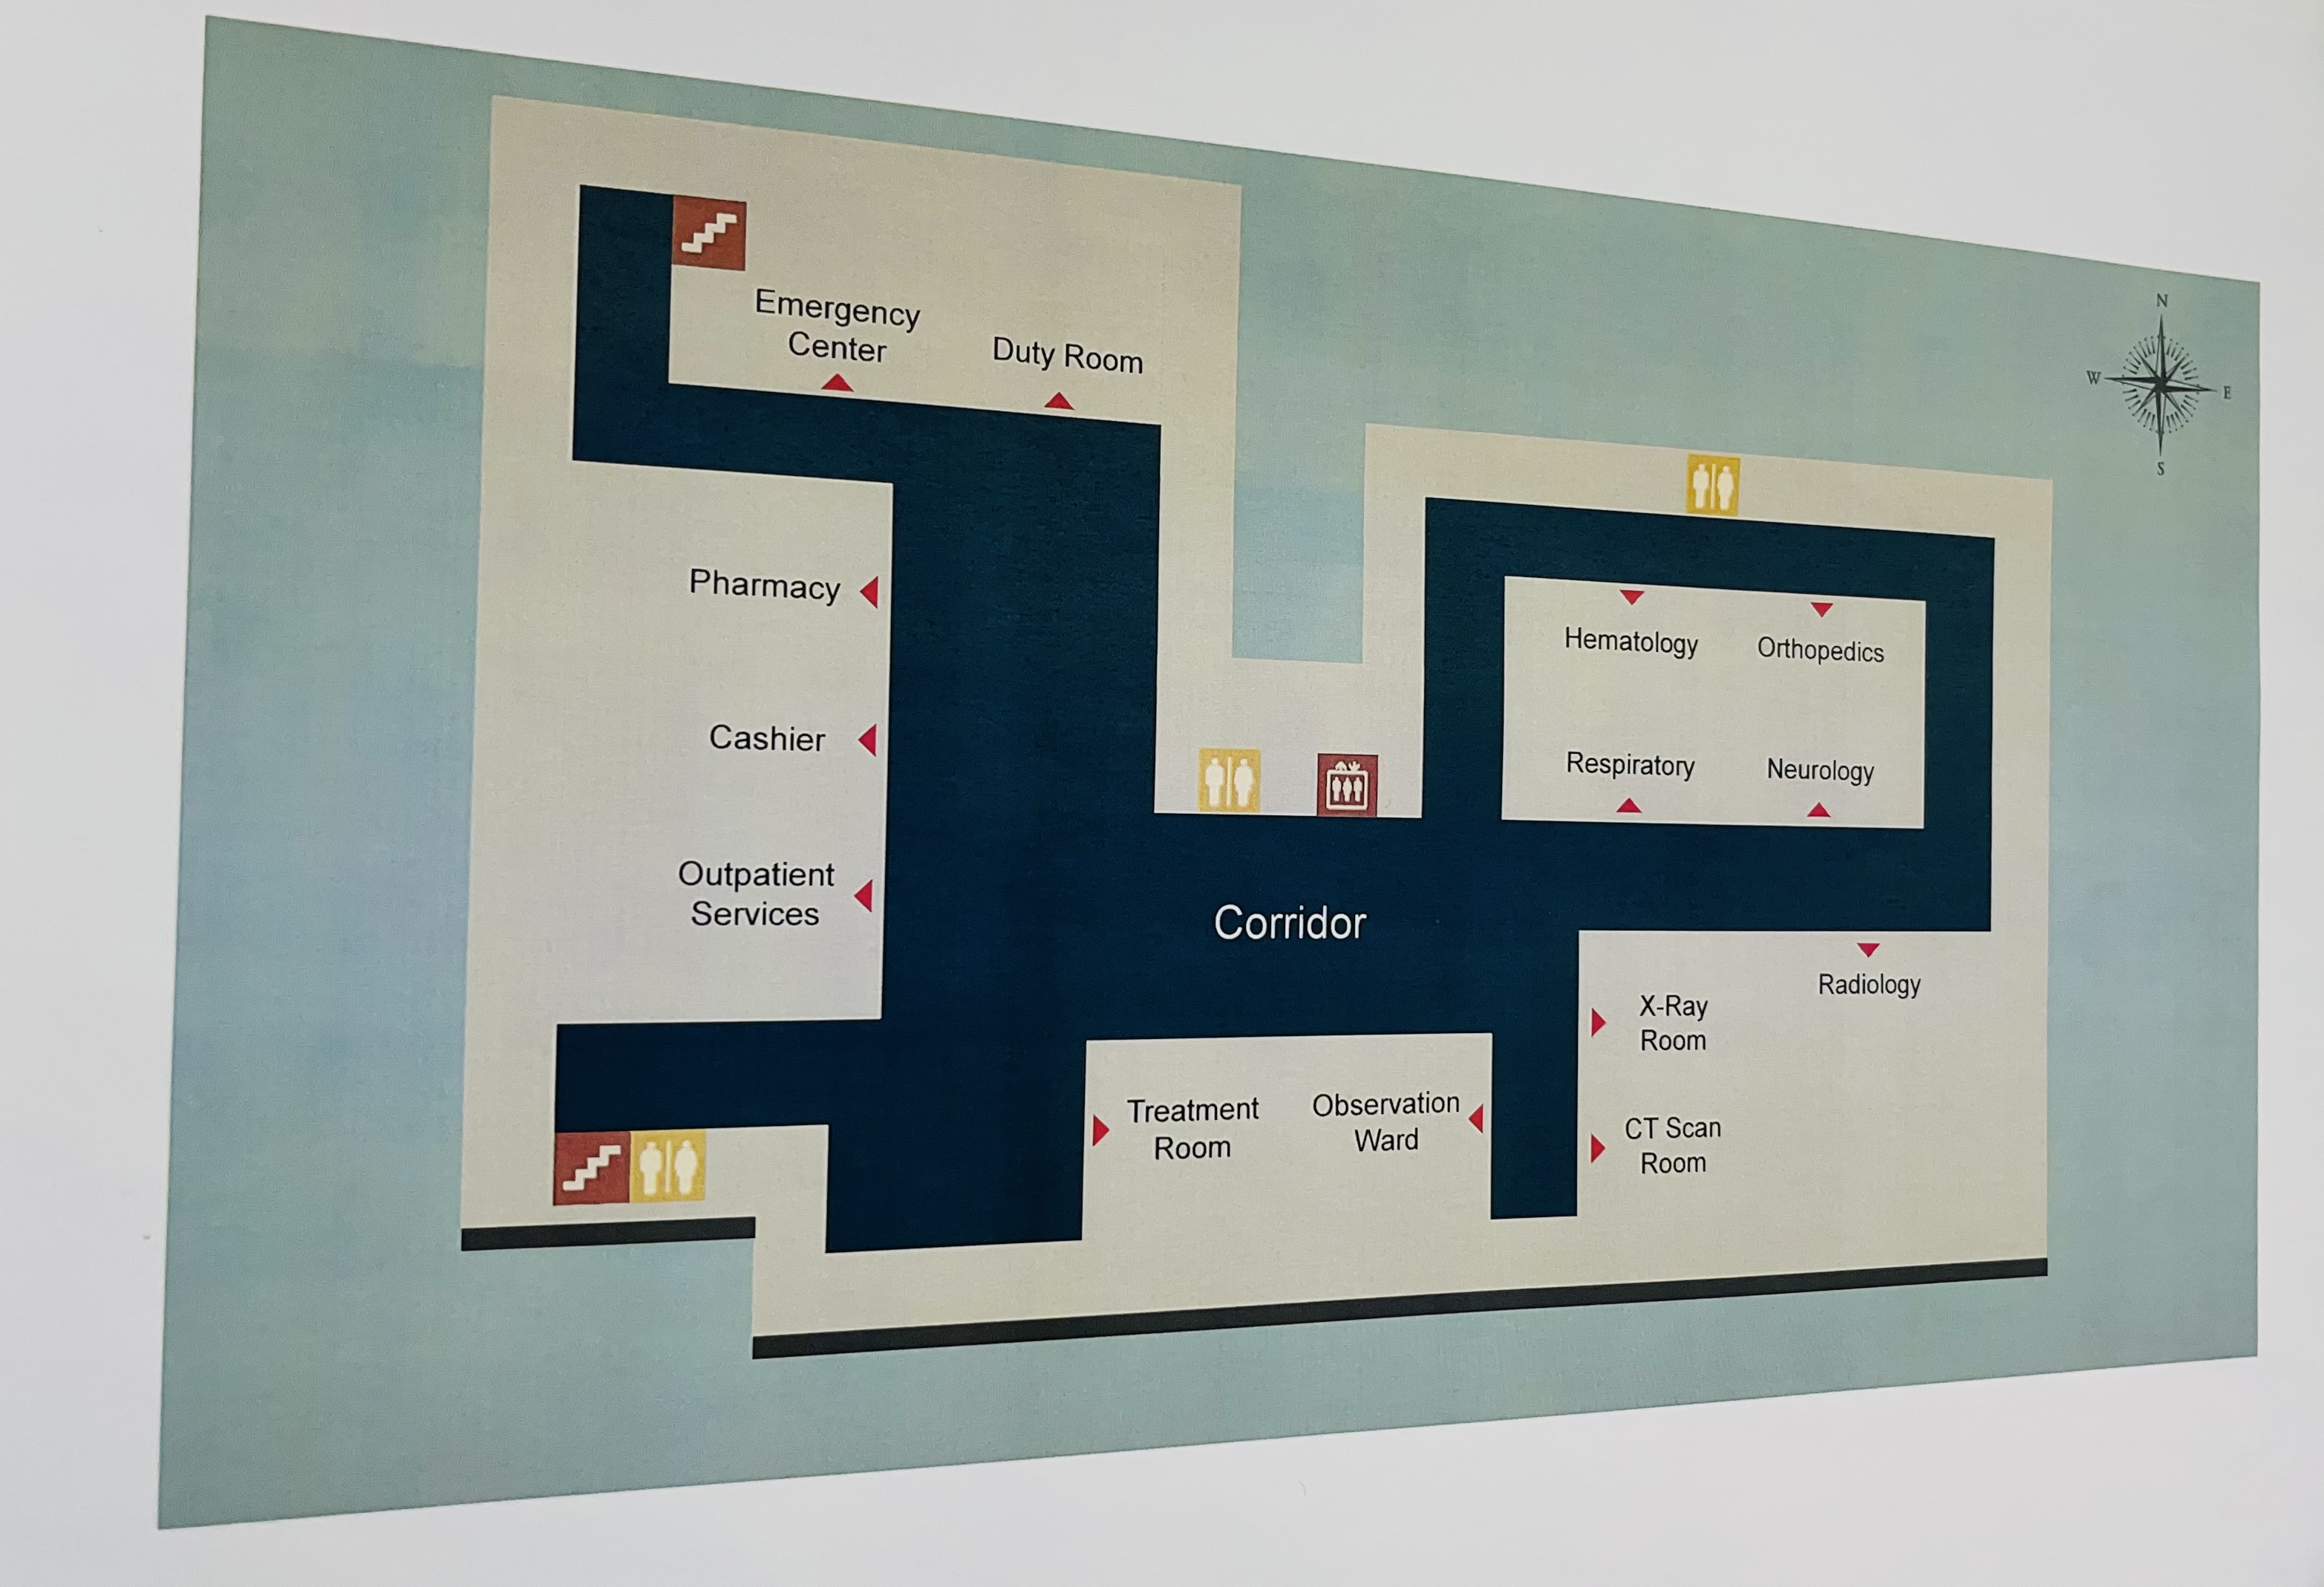 N
W
E
S
Emergency
Center
Duty Room
Pharmacy
Cashier
Outpatient
Services
Hematology
Orthopedics
Respiratory
Neurology
Corridor
Radiology
X-Ray
Room
CT Scan
Room
Treatment
Room
Observation
Ward